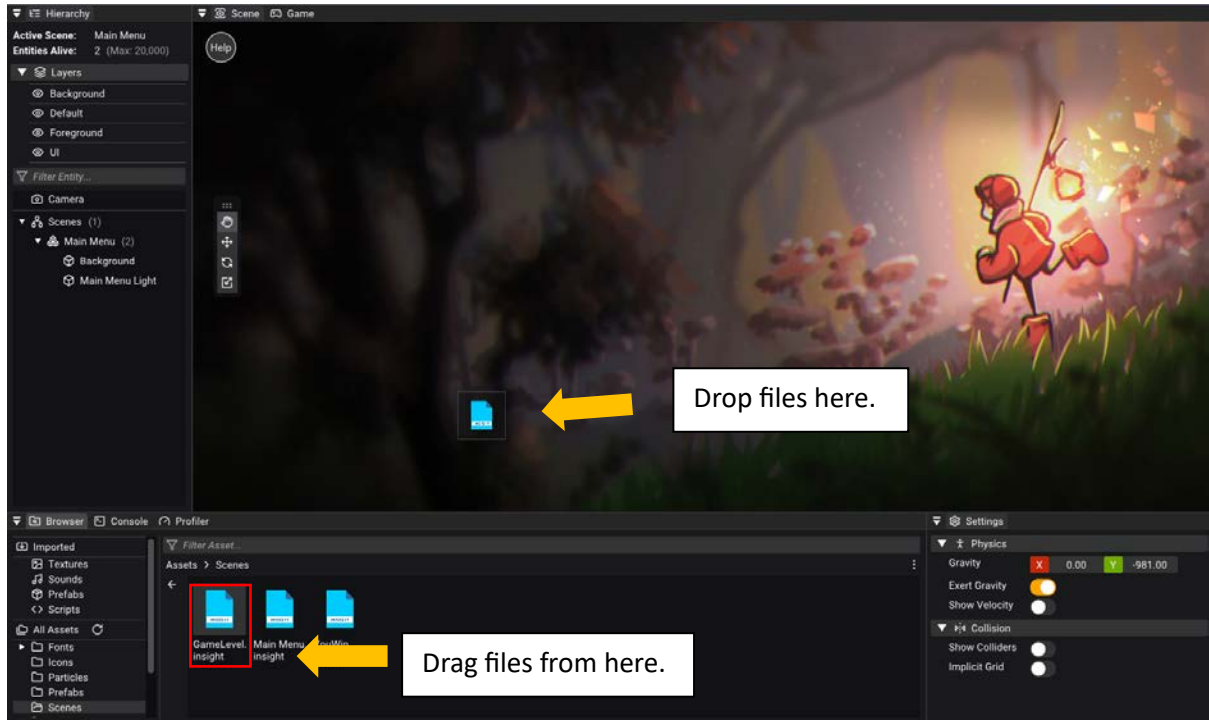 Hierarchy
Scene Game
Active Scene: Main Menu
Entities Alive: 2 (Max: 20,000)
Layers
Background
Default
Foreground
UI
Filter Entity...
Camera
Scenes (1)
Main Menu (2)
Background
Main Menu Light
Help
Drop files here.
Browser Console Profiler
Imported
Textures
Sounds
Prefabs
Scripts
All Assets
Fonts
Icons
Particles
Prefabs
Scenes
Filter Asset...
Assets > Scenes
GameLevel.
insight
Main Menu.
insight
Drag files from here.
Settings
Physics
Gravity X 0.00 Y -981.00
Exert Gravity
Show Velocity
Collision
Show Colliders
Implicit Grid